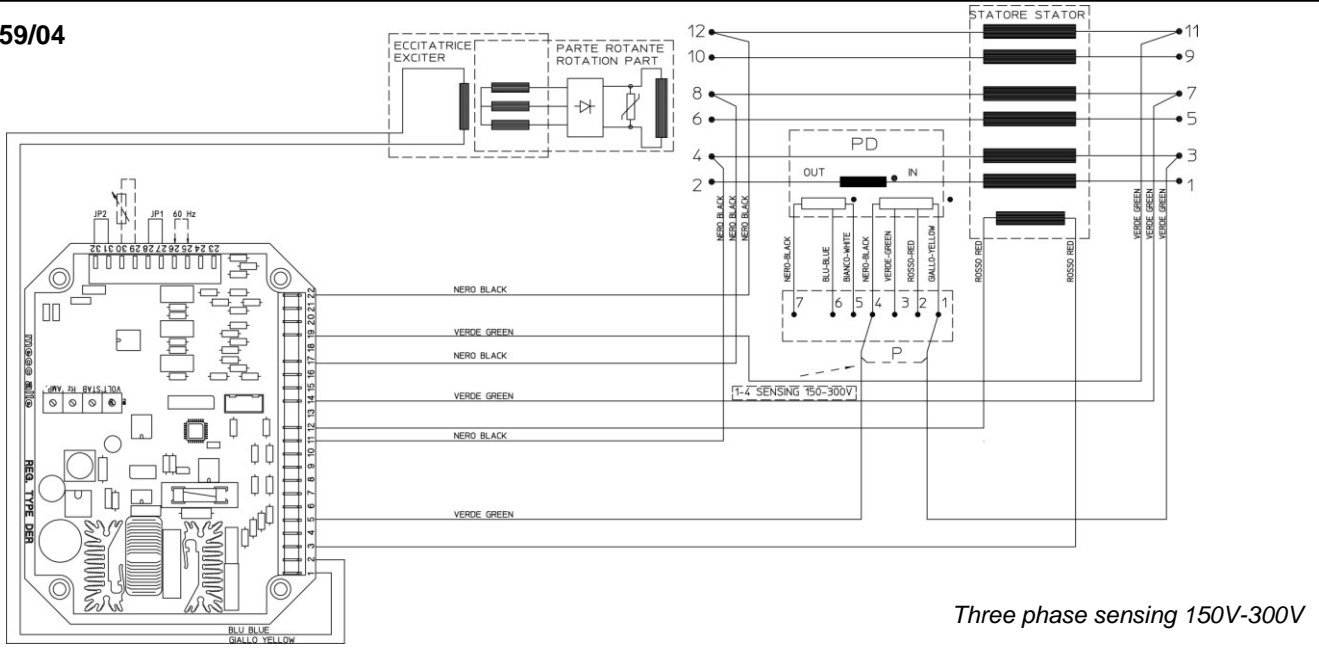 59/04
ECCITATRICE
EXCITER
PARTE ROTANTE
ROTATION PART
STATORE STATOR
12
10
8
6
4
2
11
9
7
5
3
1
PD
OUT
IN
NERO BLACK
NERO BLACK
NERO BLACK
VERDE GREEN
VERDE GREEN
VERDE GREEN
NERO-BLACK
BLU-BLUE
BIANCO-WHITE
NERO-BLACK
VERDE-GREEN
ROSSO-RED
GIALLO-YELLOW
ROSSO RED
ROSSO RED
7 6 5 4 3 2 1
P
1-4 SENSING 150-300V
JP2 JP1 60 Hz
32 31 30 29 28 27 26 25 24 23
22
21
20
19
18
17
16
15
14
13
12
11
10
9
8
7
6
5
4
3
2
1
NERO BLACK
VERDE GREEN
NERO BLACK
VERDE GREEN
NERO BLACK
VERDE GREEN
mecc alte
REG. TYPE DER
VOLT STAB Hz AMP.
BLU BLUE
GIALLO YELLOW
Three phase sensing 150V-300V